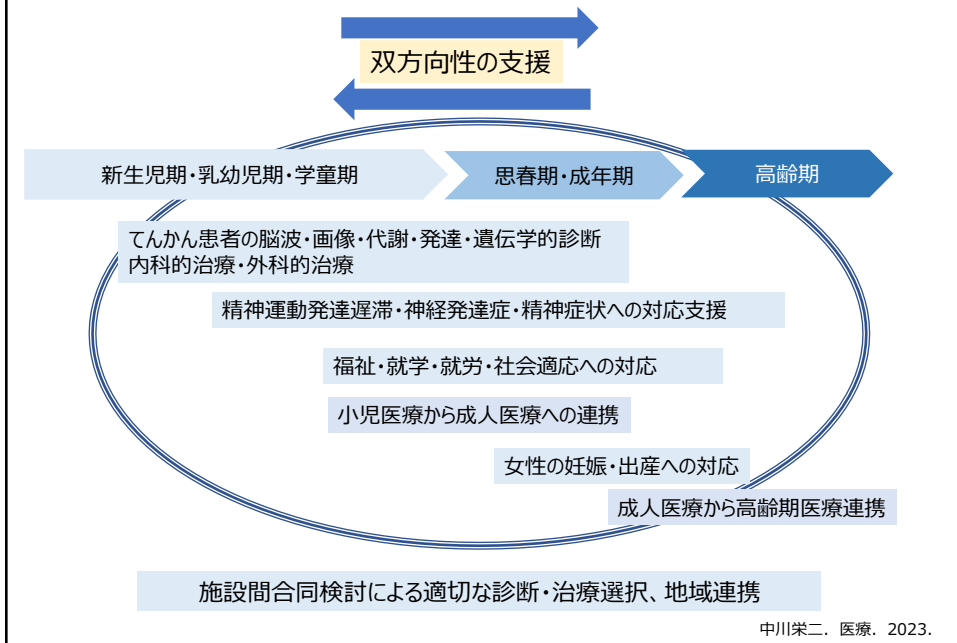 双方向性の支援
新生児期・乳幼児期・学童期
思春期・成年期
高齢期
てんかん患者の脳波・画像・代謝・発達・遺伝学的診断
内科的治療・外科的治療
精神運動発達遅滞・神経発達症・精神症状への対応支援
福祉・就学・就労・社会適応への対応
小児医療から成人医療への連携
女性の妊娠・出産への対応
成人医療から高齢期医療連携
施設間合同検討による適切な診断・治療選択、地域連携
中川栄二．医療．2023．